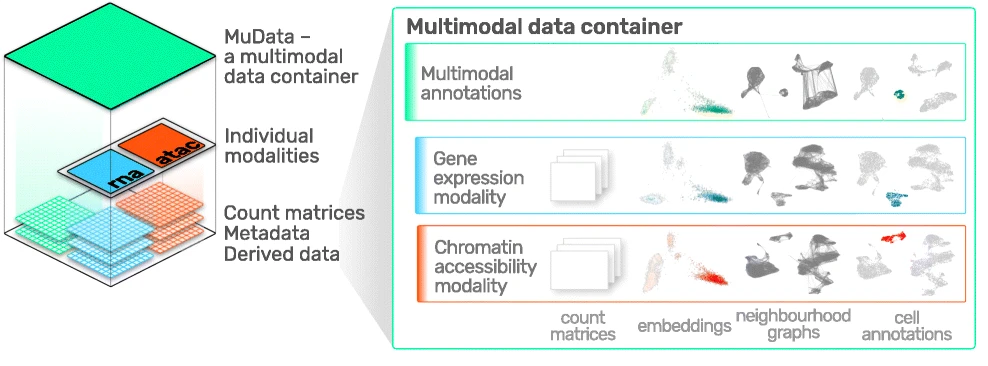 MuData –
a multimodal
data container
Individual
modalities
rna
atac
Count matrices
Metadata
Derived data
Multimodal data container
Multimodal
annotations
Gene
expression
modality
Chromatin
accessibility
modality
count
matrices
embeddings
neighbourhood
graphs
cell
annotations